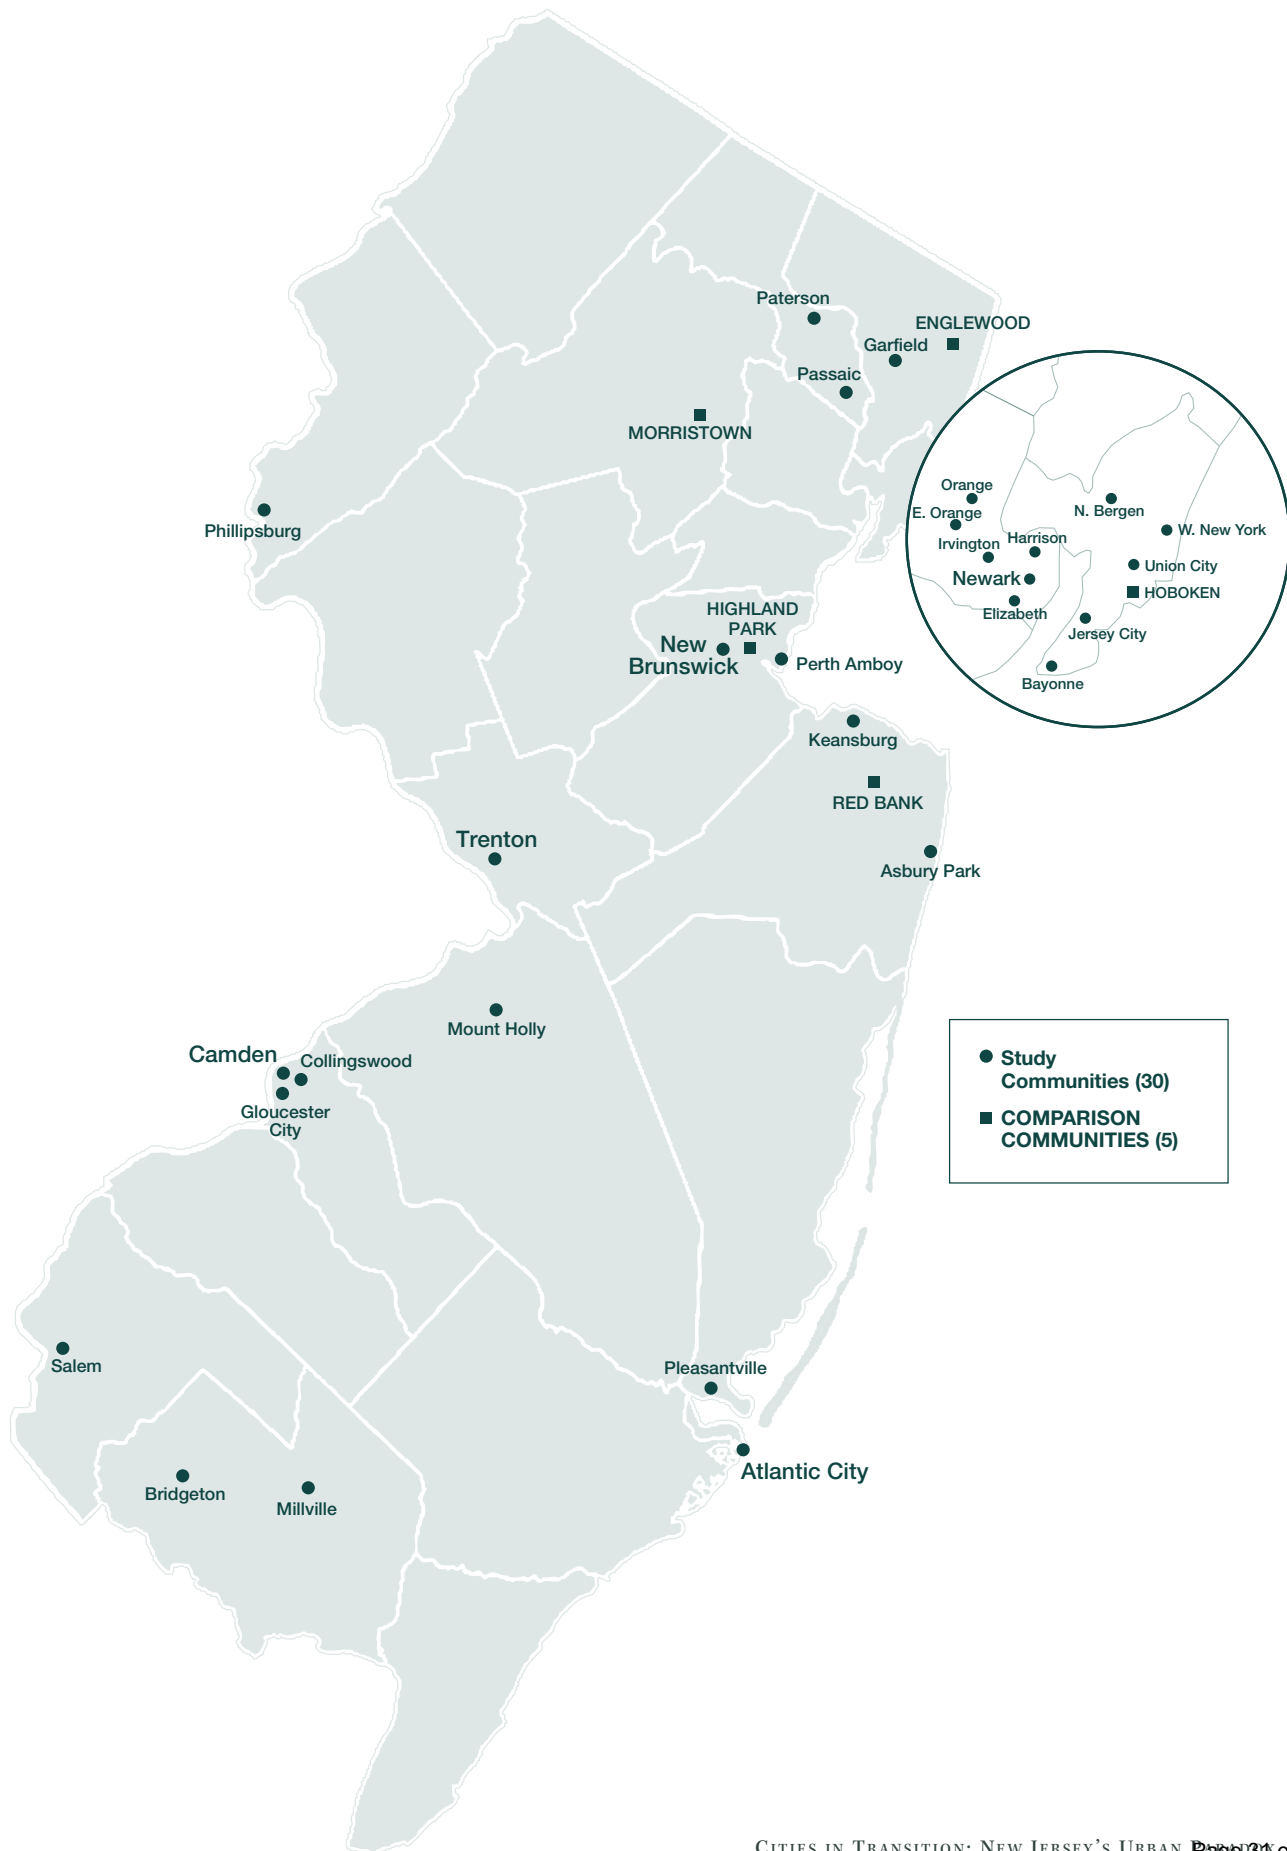 Paterson
ENGLEWOOD
Garfield
Passaic
MORRISTOWN
Phillipsburg
Orange
E. Orange
Irvington
Harrison
Newark
Elizabeth
N. Bergen
W. New York
Union City
HOBOKEN
Jersey City
Bayonne
HIGHLAND
PARK
New
Brunswick
Perth Amboy
Keansburg
RED BANK
Trenton
Asbury Park
Mount Holly
Camden
Collingswood
Gloucester
City
Study
Communities (30)
COMPARISON
COMMUNITIES (5)
Salem
Pleasantville
Atlantic City
Bridgeton
Millville
CITIES IN TRANSITION: NEW JERSEY'S URBAN
Page